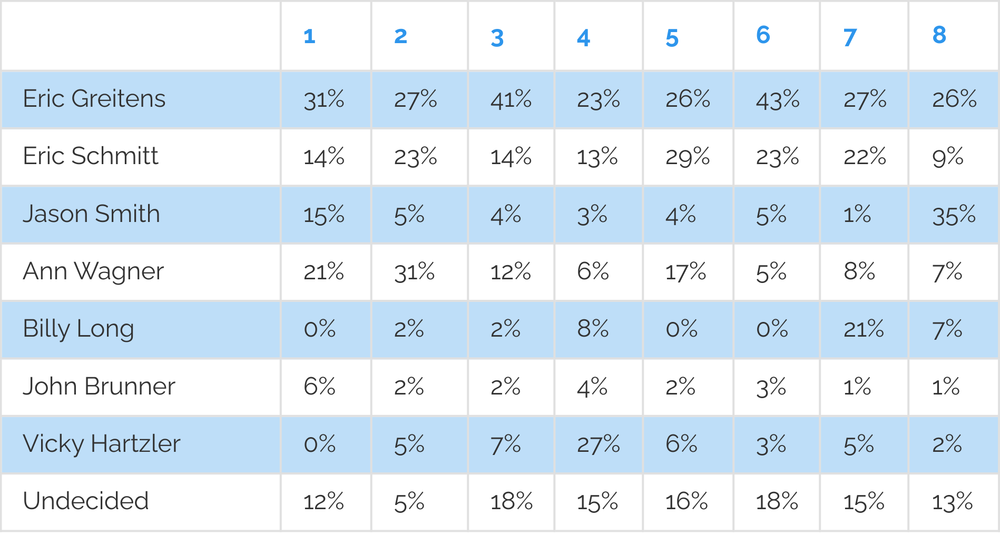 1 2 3 4 5 6 7 8
Eric Greitens 31% 27% 41% 23% 26% 43% 27% 26%
Eric Schmitt 14% 23% 14% 13% 29% 23% 22% 9%
Jason Smith 15% 5% 4% 3% 4% 5% 1% 35%
Ann Wagner 21% 31% 12% 6% 17% 5% 8% 7%
Billy Long 0% 2% 2% 8% 0% 0% 21% 7%
John Brunner 6% 2% 2% 4% 2% 3% 1% 1%
Vicky Hartzler 0% 5% 7% 27% 6% 3% 5% 2%
Undecided 12% 5% 18% 15% 16% 18% 15% 13%